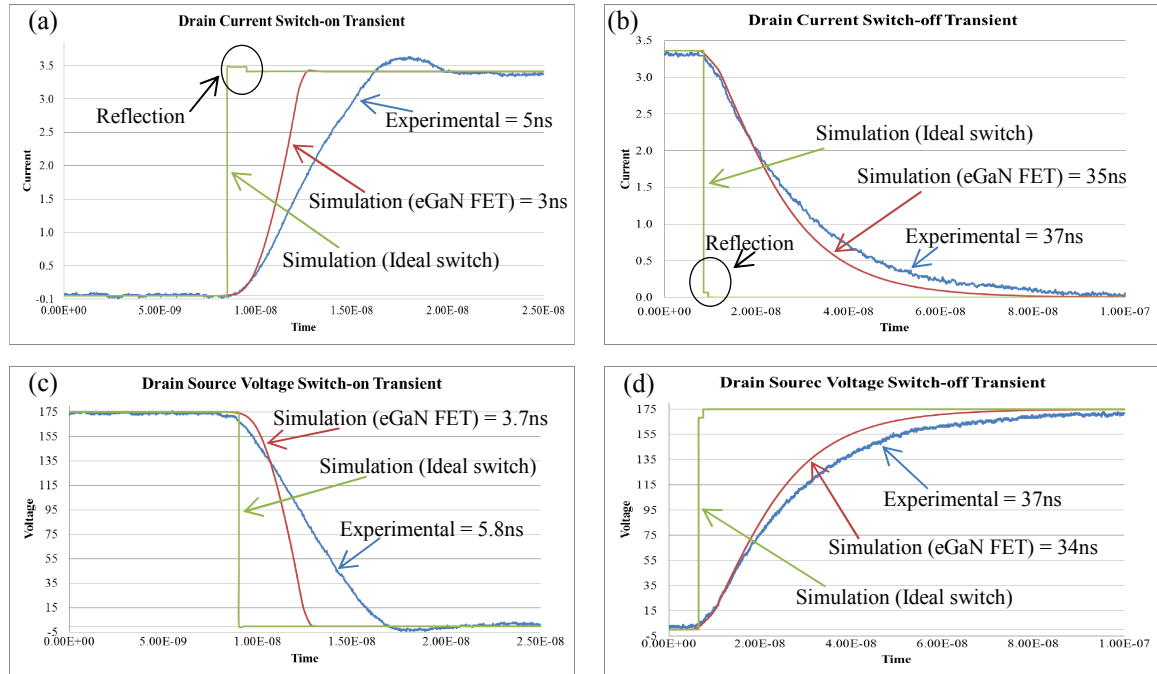 (a)
Drain Current Switch-on Transient
3.5
3.0
2.5
2.0
1.5
1.0
0.5
-0.1
Current
Reflection
Experimental = 5ns
Simulation (eGaN FET) = 3ns
Simulation (Ideal switch)
0.00E+00 5.00E-09 1.00E-08 1.50E-08 2.00E-08 2.50E-08
Time
(b)
Drain Current Switch-off Transient
3.5
3.0
2.5
2.0
1.5
1.0
0.5
0.0
Current
Simulation (Ideal switch)
Simulation (eGaN FET) = 35ns
Reflection
Experimental = 37ns
0.00E+00 2.00E-08 4.00E-08 6.00E-08 8.00E-08 1.00E-07
Time
(c)
Drain Source Voltage Switch-on Transient
175
155
135
115
95
75
55
35
15
-5
Voltage
Simulation (eGaN FET) = 3.7ns
Simulation (Ideal switch)
Experimental = 5.8ns
0.00E+00 5.00E-09 1.00E-08 1.50E-08 2.00E-08 2.50E-08
Time
(d)
Drain Sourec Voltage Switch-off Transient
175
155
135
115
95
75
55
35
15
-5
Voltage
Experimental = 37ns
Simulation (eGaN FET) = 34ns
Simulation (Ideal switch)
0.00E+00 2.00E-08 4.00E-08 6.00E-08 8.00E-08 1.00E-07
Time